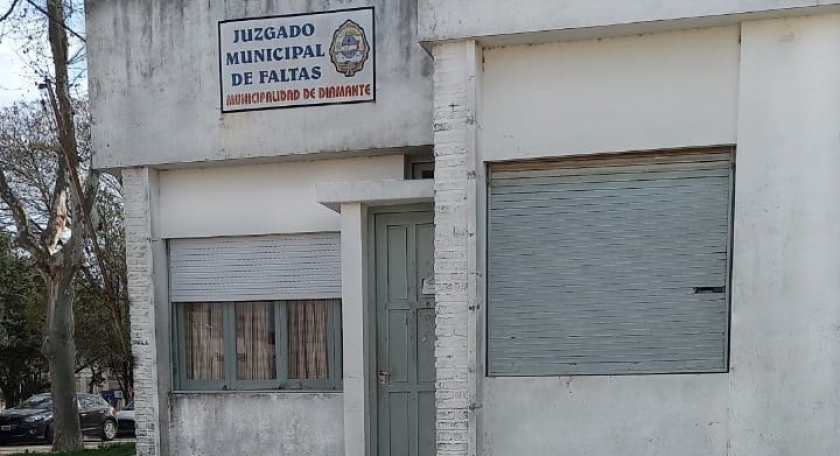 JUZGADO
MUNICIPAL
DE FALTAS
MUNICIPALIDAD DE DIAMANTE